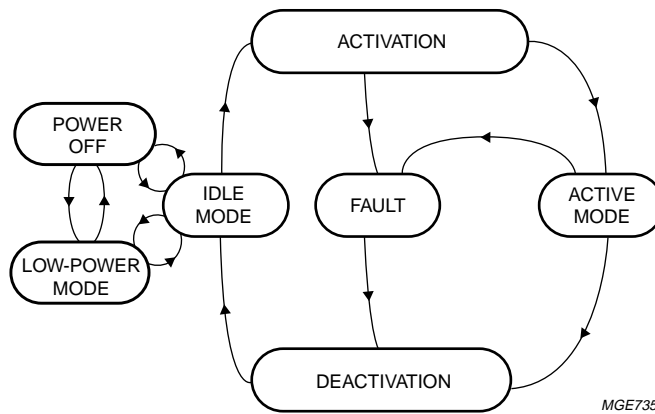 ACTIVATION
POWER
OFF
IDLE
MODE
FAULT
ACTIVE
MODE
LOW-POWER
MODE
DEACTIVATION
MGE735